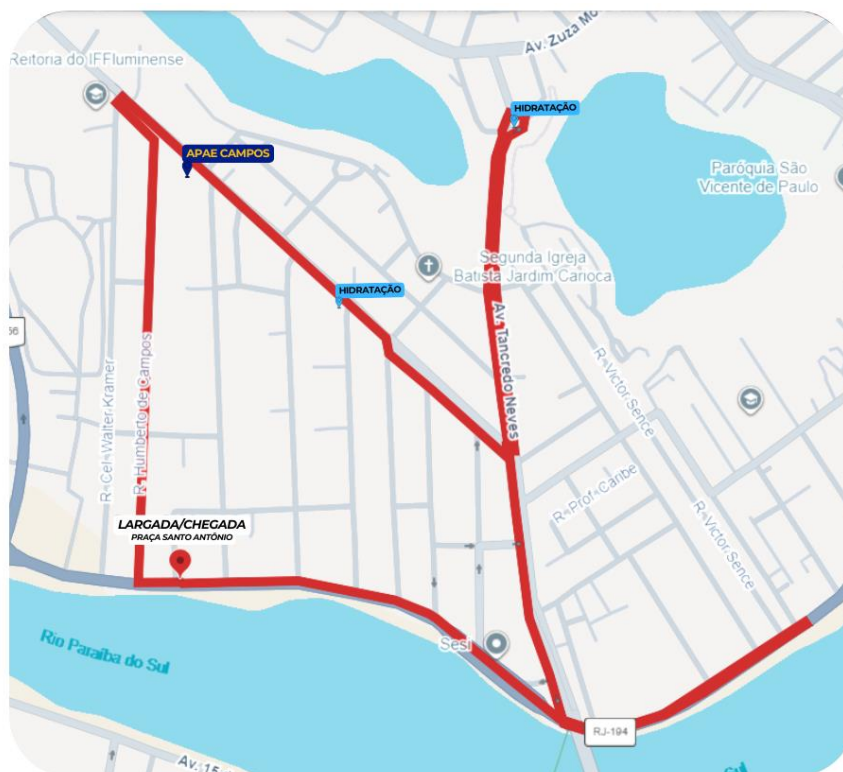 Av. Zuza Mo
Reitoria do IFFluminense
HIDRATAÇÃO
APAE CAMPOS
Paróquia São
Vicente de Paulo
Segunda Igreja
Batista Jardim Carioca
HIDRATAÇÃO
Av. Tancredo Neves
R. Victor Sence
R. Cel. Walter Kramer
R. Humberto de Campos
R. Prof. Caribe
R. Victor Sence
LARGADA/CHEGADA
PRAÇA SANTO ANTÔNIO
Rio Paraíba do Sul
Sesi
RJ-194
Av. 15